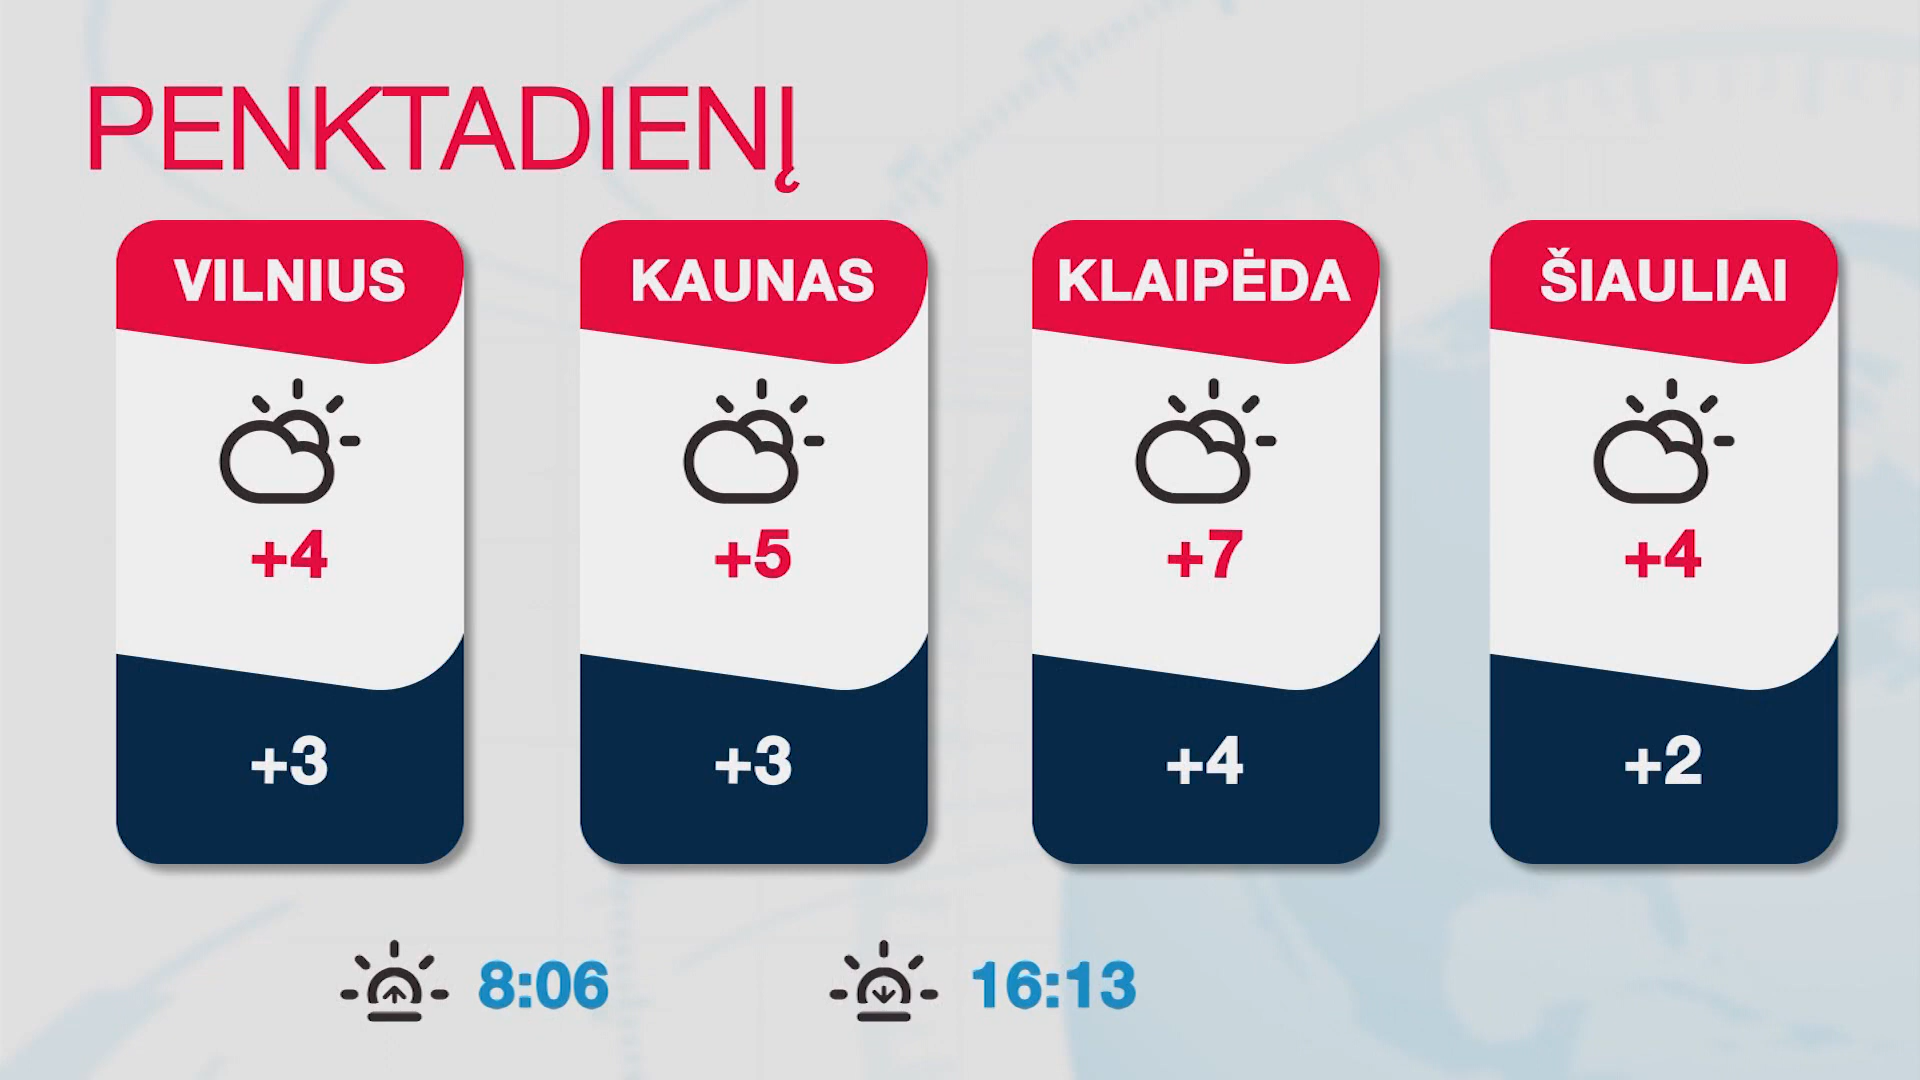 PENKTADIENĮ
VILNIUS
+4
+3
KAUNAS
+5
+3
KLAIPĖDA
+7
+4
ŠIAULIAI
+4
+2
8:06
16:13